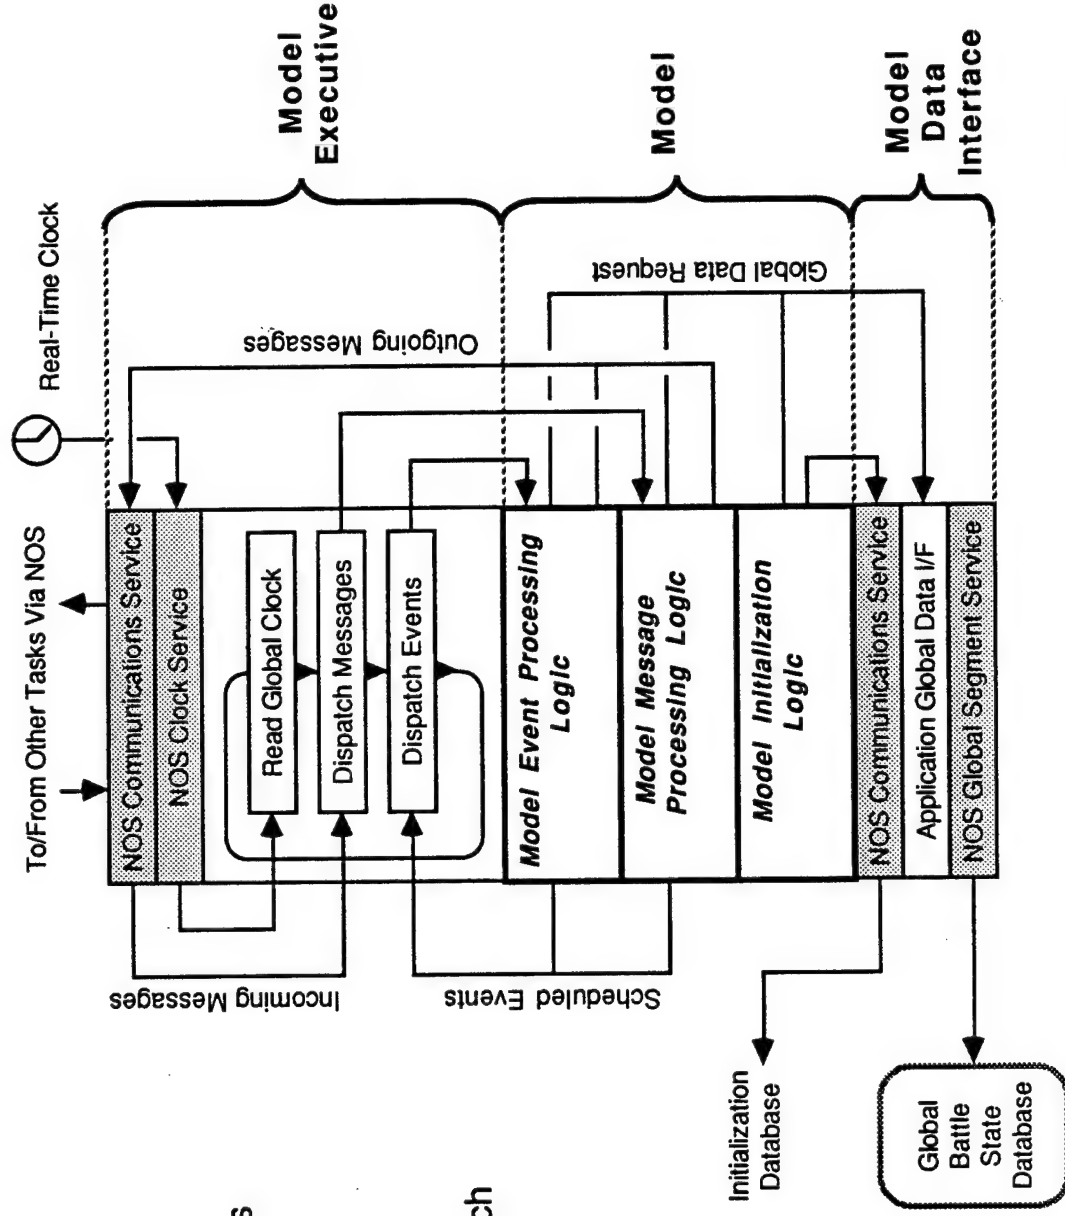 To/From Other Tasks Via NOS
Real-Time Clock
NOS Communications Service
NOS Clock Service
Read Global Clock
Dispatch Messages
Dispatch Events
Incoming Messages
Outgoing Messages
Scheduled Events
Model
Executive
Model Event Processing
Logic
Model Message
Processing Logic
Model Initialization
Logic
Global Data Request
Model
NOS Communications Service
Application Global Data I/F
NOS Global Segment Service
Model
Data
Interface
Initialization
Database
Global
Battle
State
Database
s
ch